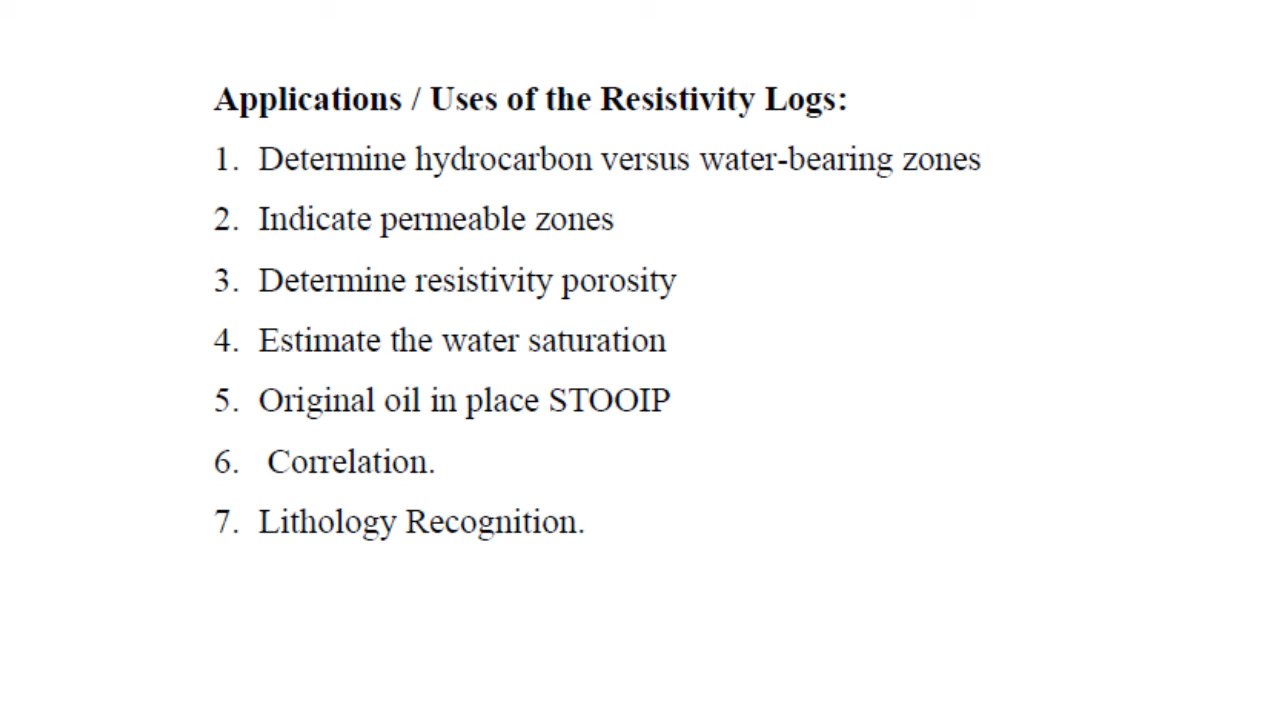 Applications / Uses of the Resistivity Logs:
1. Determine hydrocarbon versus water-bearing zones
2. Indicate permeable zones
3. Determine resistivity porosity
4. Estimate the water saturation
5. Original oil in place STOOIP
6. Correlation.
7. Lithology Recognition.